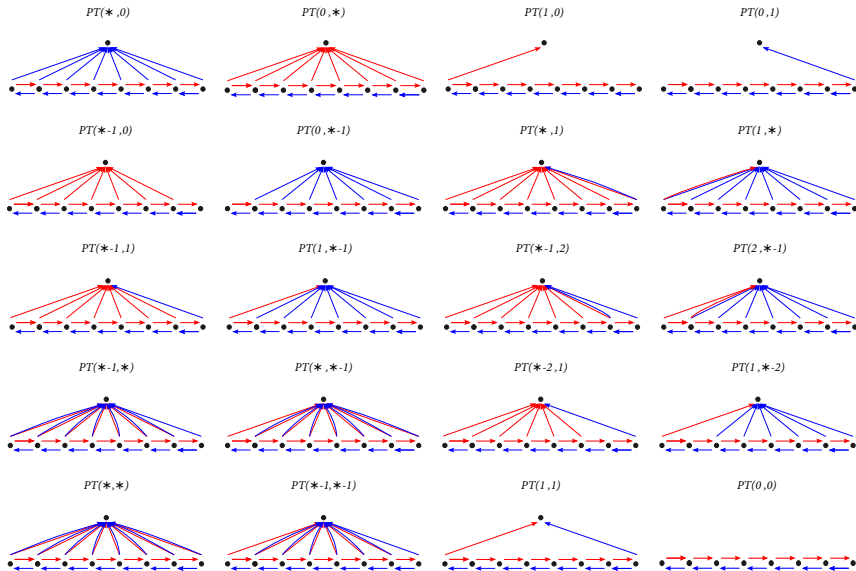 PT(∗,0) PT(0,∗) PT(1,0) PT(0,1)
PT(∗-1,0) PT(0,∗-1) PT(∗,1) PT(1,∗)
PT(∗-1,1) PT(1,∗-1) PT(∗-1,2) PT(2,∗-1)
PT(∗-1,∗) PT(∗,∗-1) PT(∗-2,1) PT(1,∗-2)
PT(∗,∗) PT(∗-1,∗-1) PT(1,1) PT(0,0)